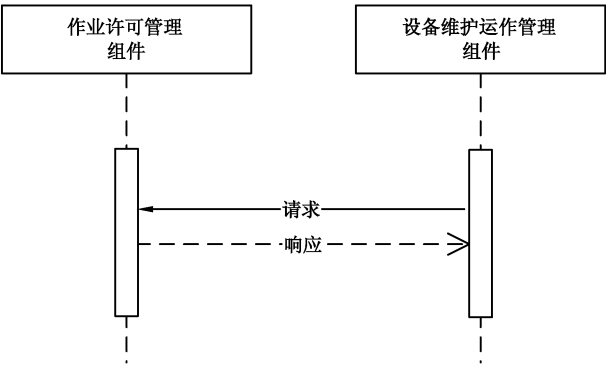 作业许可管理
组件
设备维护运作管理
组件
请求
响应